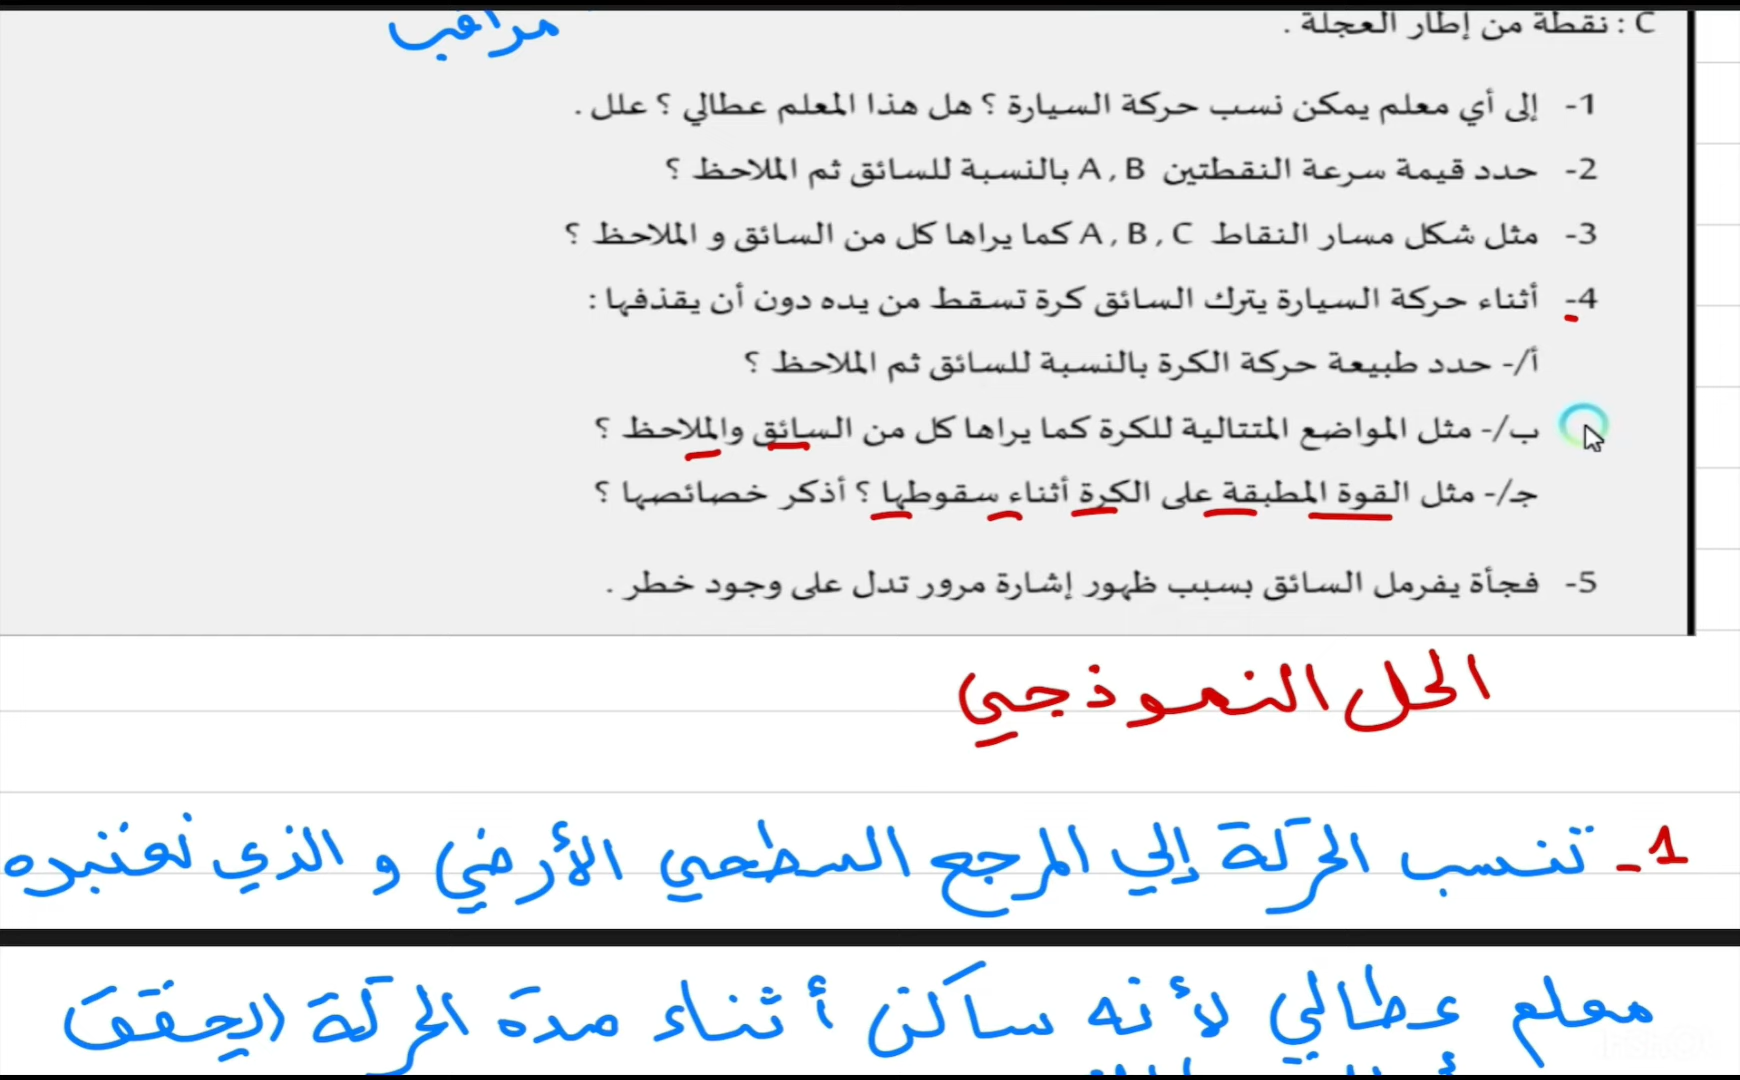 C : نقطة من إطار العجلة .
مراقب
1- إلى أي معلم يمكن نسب حركة السيارة ؟ هل هذا المعلم عطالي ؟ علل .
2- حدد قيمة سرعة النقطتين A , B بالنسبة للسائق ثم الملاحظ ؟
3- مثل شكل مسار النقاط A , B , C كما يراها كل من السائق و الملاحظ ؟
4- أثناء حركة السيارة يترك السائق كرة تسقط من يده دون أن يقذفها :
أ/- حدد طبيعة حركة الكرة بالنسبة للسائق ثم الملاحظ ؟
ب/- مثل المواضع المتتالية للكرة كما يراها كل من السائق والملاحظ ؟
جـ/- مثل القوة المطبقة على الكرة أثناء سقوطها ؟ أذكر خصائصها ؟
5- فجأة يفرمل السائق بسبب ظهور إشارة مرور تدل على وجود خطر .
الحل النموذجي
1- تنسب الحركة إلي المرجع السطحي الأرضي و الذي نعتبره
معلم عطالي لأنه ساكن أثناء مدة الحركة (يحقق